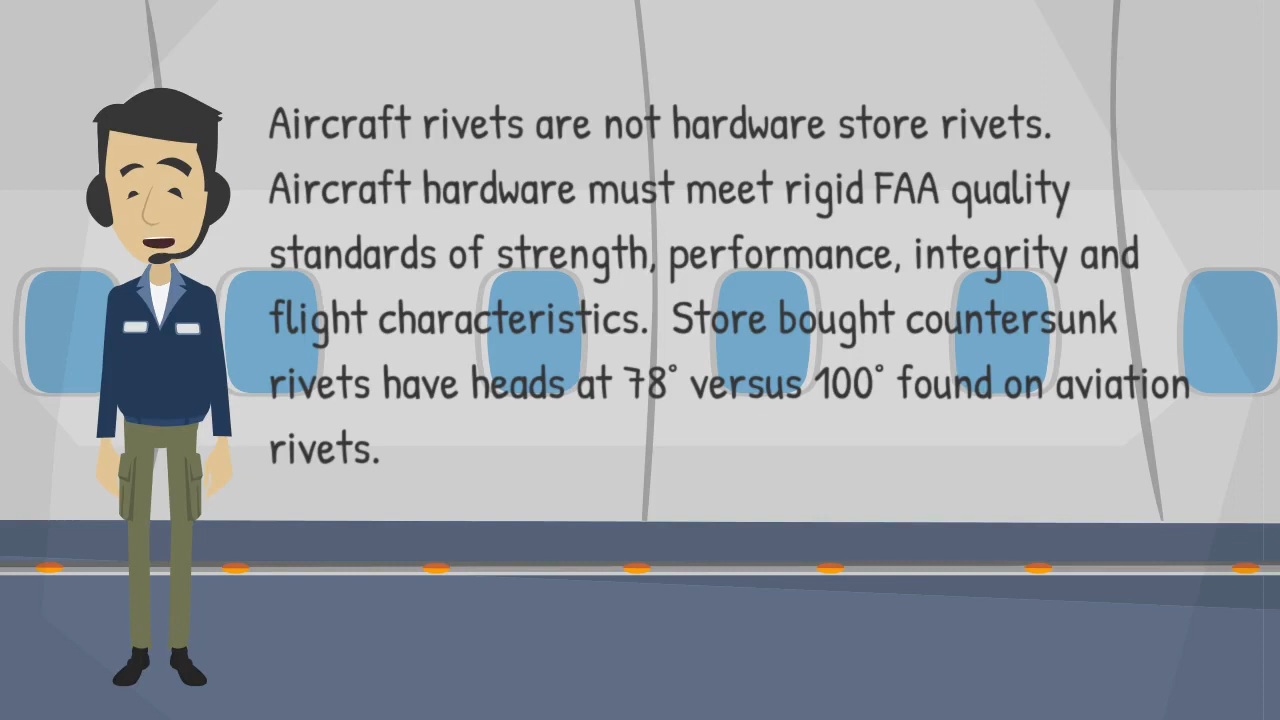 Aircraft rivets are not hardware store rivets.
Aircraft hardware must meet rigid FAA quality
standards of strength, performance, integrity and
flight characteristics.  Store bought countersunk
rivets have heads at 78° versus 100° found on aviation
rivets.